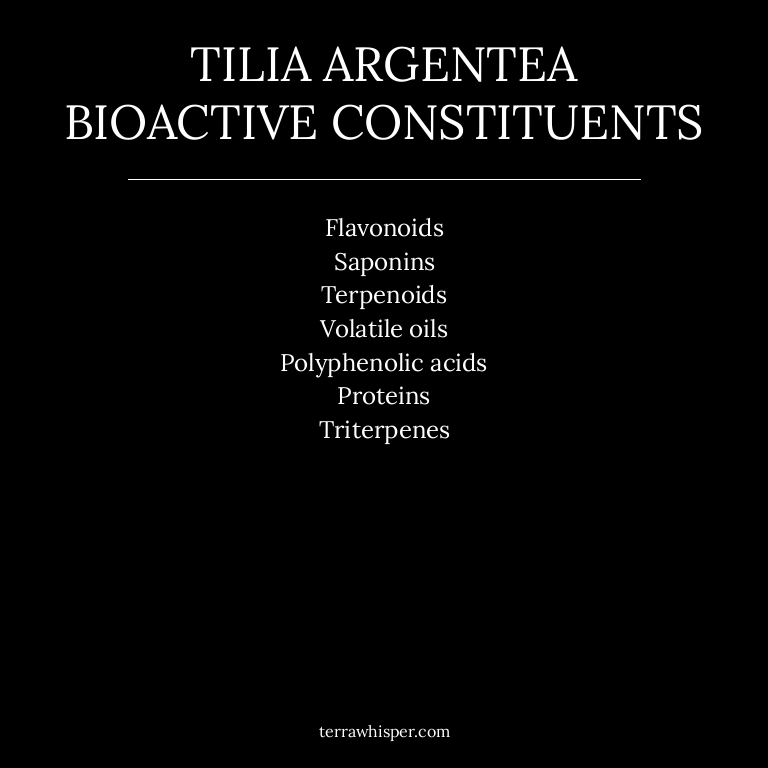 TILIA ARGENTEA
BIOACTIVE CONSTITUENTS
Flavonoids
Saponins
Terpenoids
Volatile oils
Polyphenolic acids
Proteins
Triterpenes
terrawhisper.com